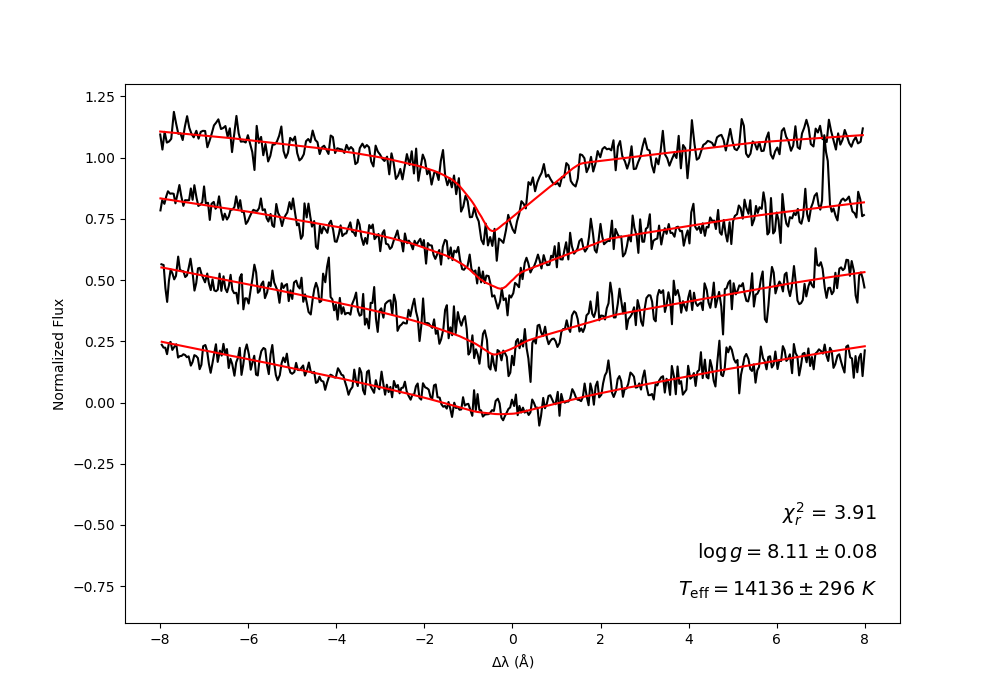 1.25
1.00
0.75
0.50
0.25
0.00
−0.25
−0.50
−0.75
Normalized Flux
χ²ᵣ = 3.91
log g = 8.11 ± 0.08
T_eff = 14136 ± 296 K
−8 −6 −4 −2 0 2 4 6 8
Δλ (Å)